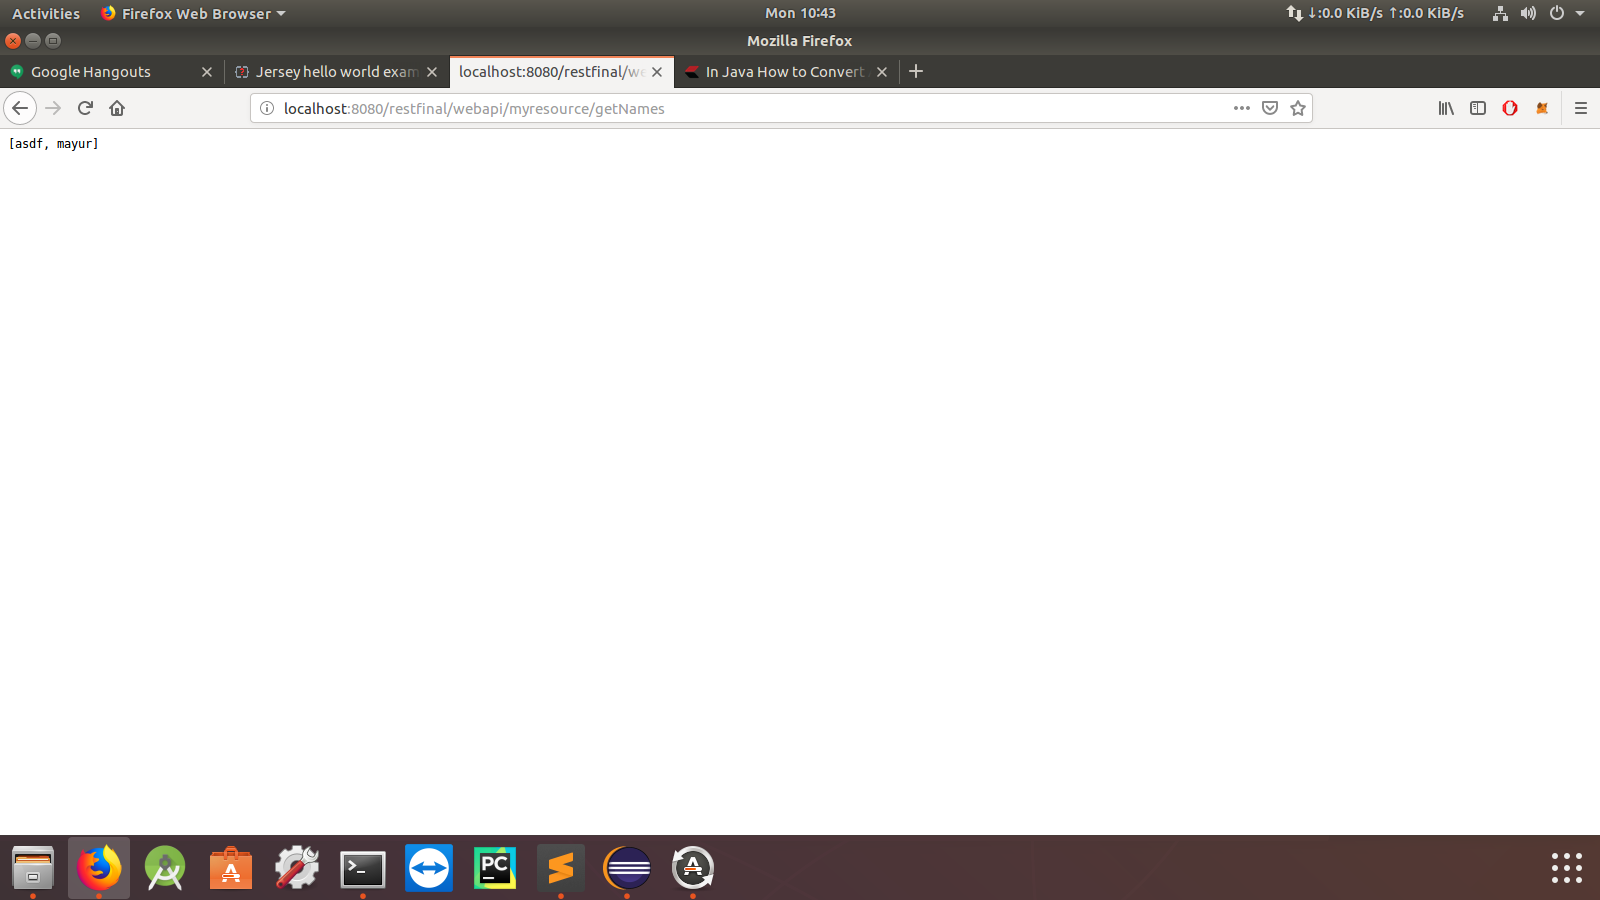 Activities Firefox Web Browser Mon 10:43 ↓:0.0 KiB/s ↑:0.0 KiB/s
Mozilla Firefox
Google Hangouts Jersey hello world exam localhost:8080/restfinal/we In Java How to Convert
localhost:8080/restfinal/webapi/myresource/getNames
[asdf, mayur]
PC